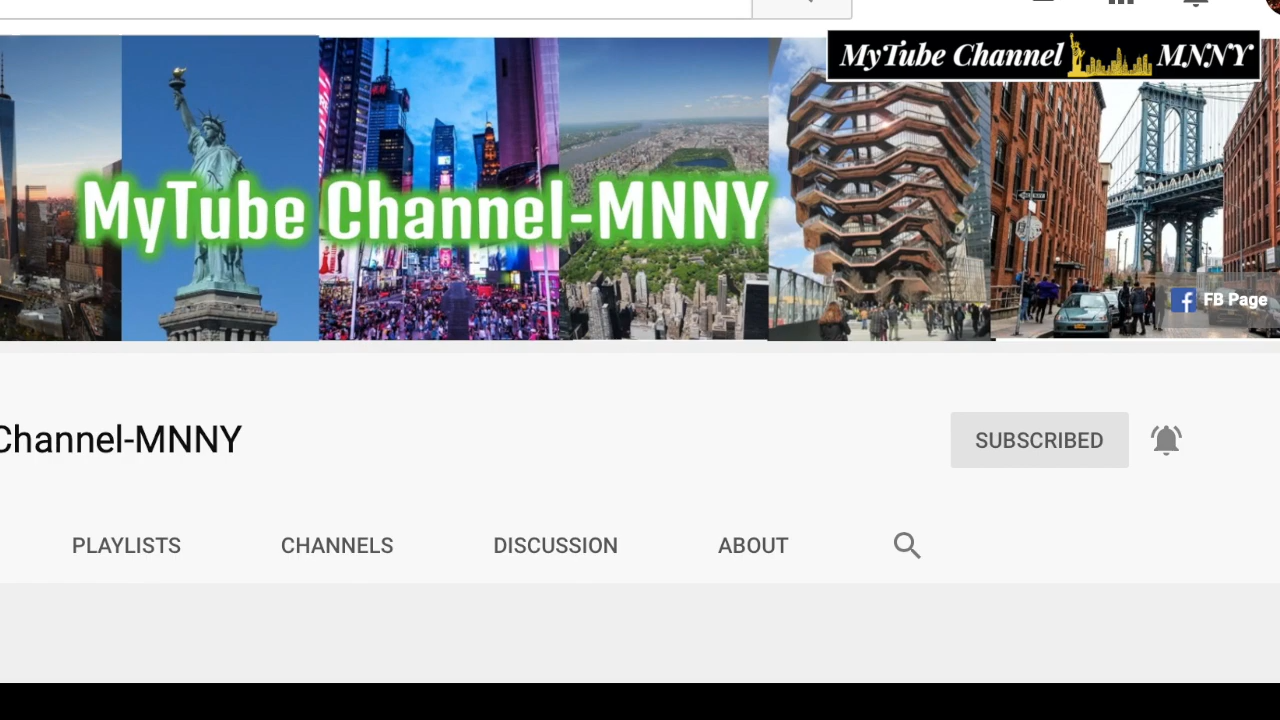 MyTube Channel MNNY
MyTube Channel-MNNY
FB Page
Channel-MNNY
SUBSCRIBED
PLAYLISTS
CHANNELS
DISCUSSION
ABOUT